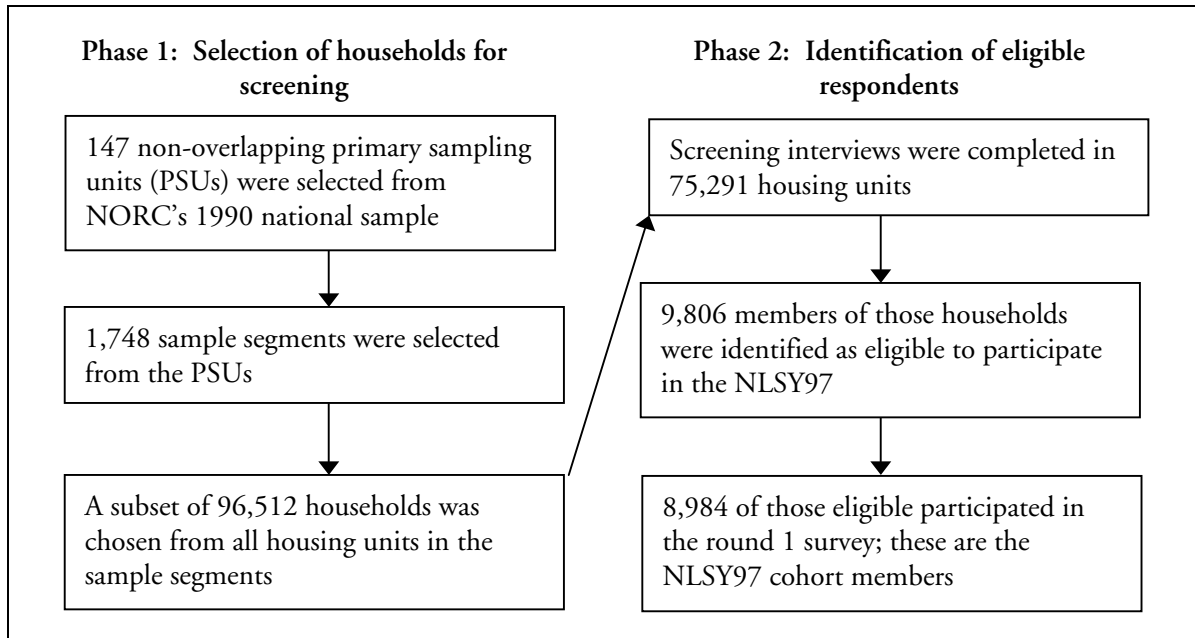 Phase 1:  Selection of households for
screening
147 non-overlapping primary sampling
units (PSUs) were selected from
NORC's 1990 national sample
1,748 sample segments were selected
from the PSUs
A subset of 96,512 households was
chosen from all housing units in the
sample segments
Phase 2:  Identification of eligible
respondents
Screening interviews were completed in
75,291 housing units
9,806 members of those households
were identified as eligible to participate
in the NLSY97
8,984 of those eligible participated in
the round 1 survey; these are the
NLSY97 cohort members